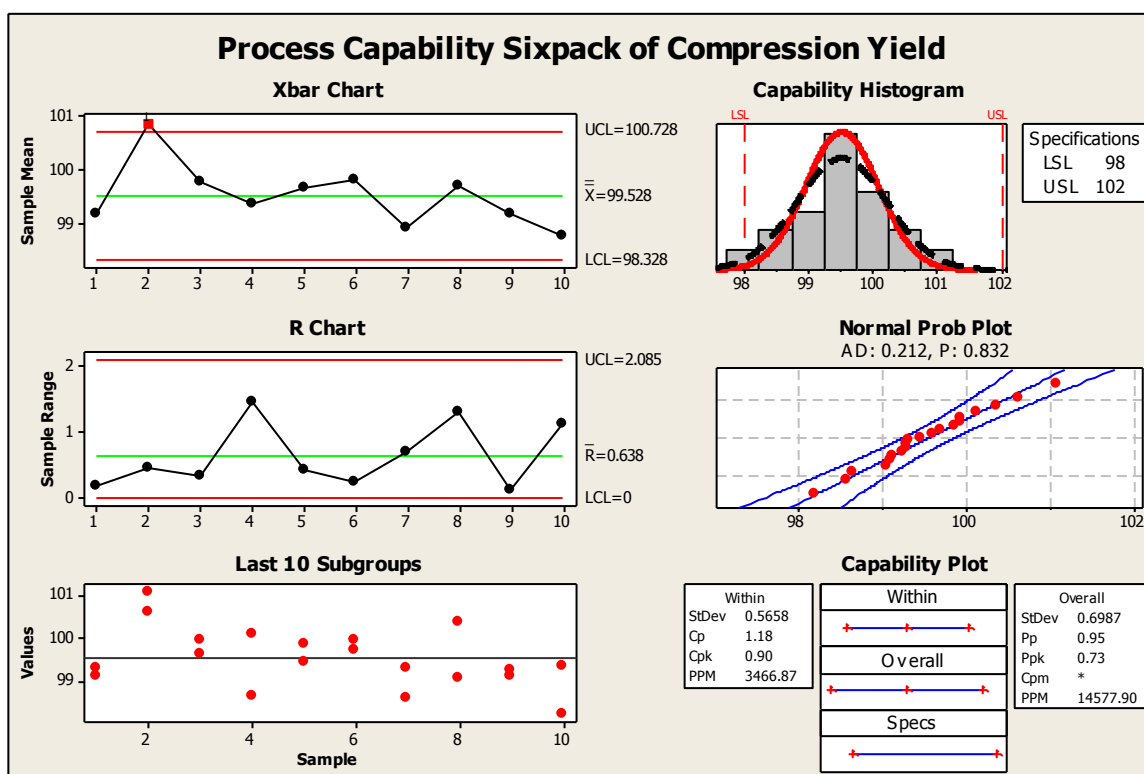 Process Capability Sixpack of Compression Yield
Xbar Chart
Sample Mean
101
100
99
1 2 3 4 5 6 7 8 9 10
1
UCL=100.728
X=99.528
LCL=98.328
R Chart
Sample Range
2
1
0
1 2 3 4 5 6 7 8 9 10
UCL=2.085
R=0.638
LCL=0
Last 10 Subgroups
Values
101
100
99
2 4 6 8 10
Sample
Capability Histogram
LSL USL
98 99 100 101 102
Specifications
LSL 98
USL 102
Normal Prob Plot
AD: 0.212, P: 0.832
98 100 102
Capability Plot
Within
StDev 0.5658
Cp 1.18
Cpk 0.90
PPM 3466.87
Within
Overall
Specs
Overall
StDev 0.6987
Pp 0.95
Ppk 0.73
Cpm *
PPM 14577.90